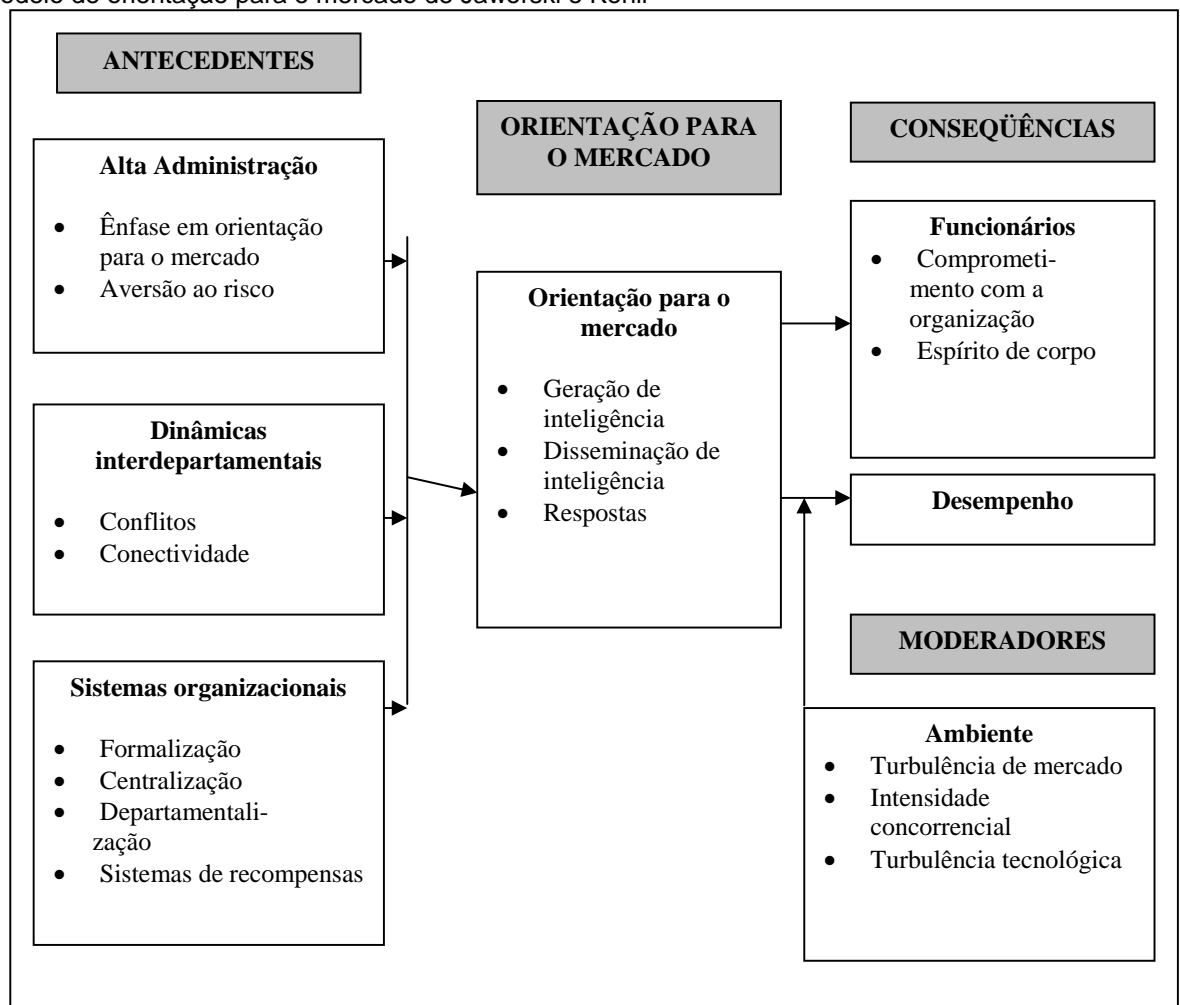 ANTECEDENTES
Alta Administração
• Ênfase em orientação
para o mercado
• Aversão ao risco
Dinâmicas
interdepartamentais
• Conflitos
• Conectividade
Sistemas organizacionais
• Formalização
• Centralização
• Departamentali-
zação
• Sistemas de recompensas
ORIENTAÇÃO PARA
O MERCADO
Orientação para o
mercado
• Geração de
inteligência
• Disseminação de
inteligência
• Respostas
CONSEQÜÊNCIAS
Funcionários
• Comprometi-
mento com a
organização
• Espírito de corpo
Desempenho
MODERADORES
Ambiente
• Turbulência de mercado
• Intensidade
concorrencial
• Turbulência tecnológica